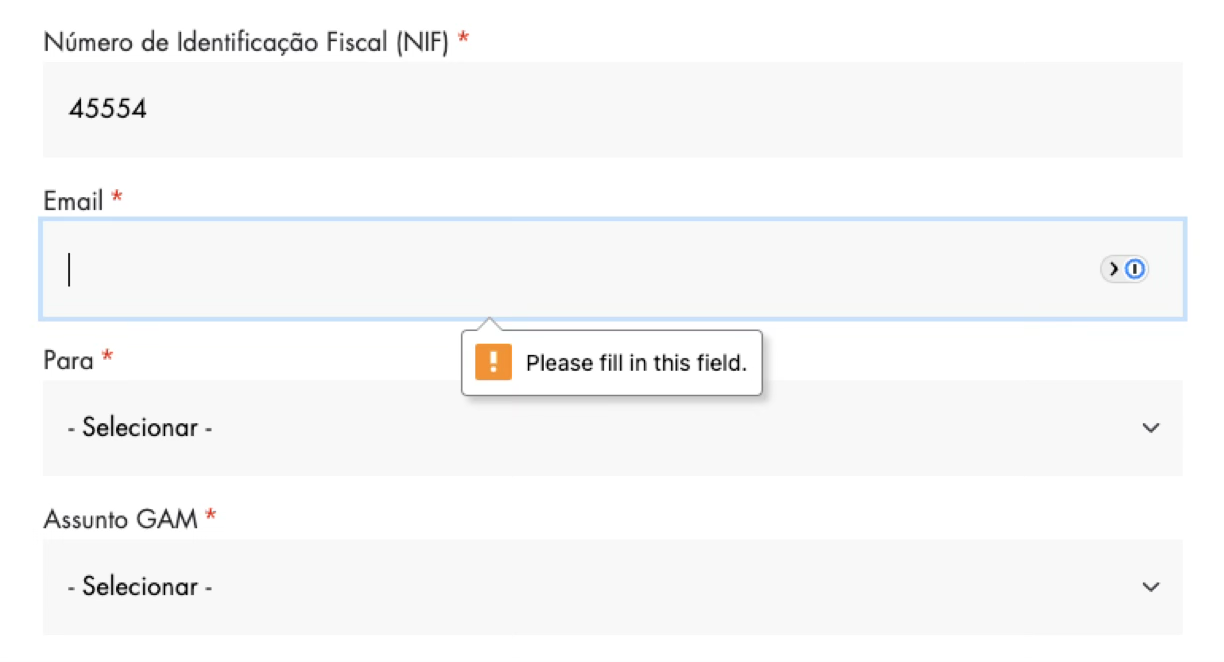 Número de Identificação Fiscal (NIF) *
45554
Email *
Please fill in this field.
Para *
- Selecionar -
Assunto GAM *
- Selecionar -